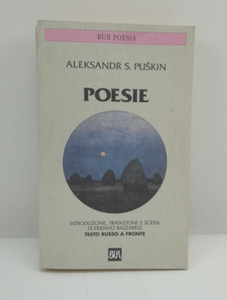 BUR POESIA
ALEKSANDR S. PUŠKIN
POESIE
INTRODUZIONE, TRADUZIONE E SCELTA
DI ERIDANO BAZZARELLI
TESTO RUSSO A FRONTE
BUR